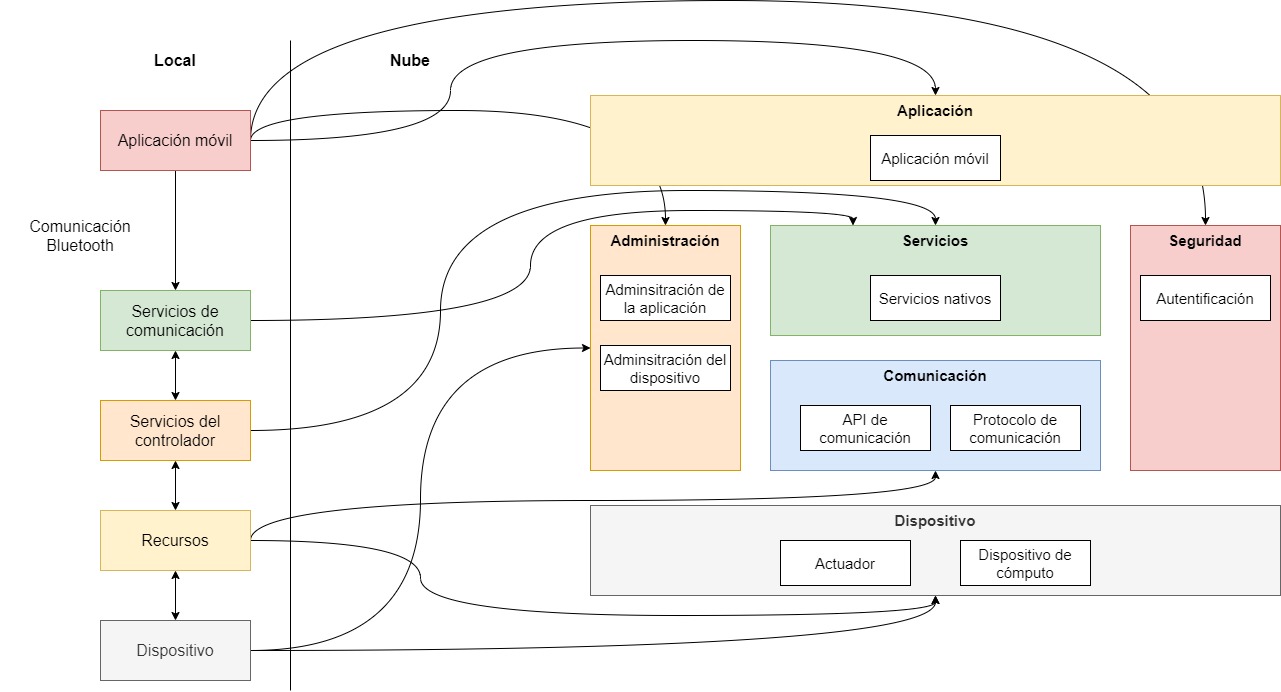 Local
Nube
Aplicación móvil
Comunicación
Bluetooth
Servicios de
comunicación
Servicios del
controlador
Recursos
Dispositivo
Aplicación
Aplicación móvil
Administración
Adminsitración de
la aplicación
Adminsitración del
dispositivo
Servicios
Servicios nativos
Comunicación
API de
comunicación
Protocolo de
comunicación
Seguridad
Autentificación
Dispositivo
Actuador
Dispositivo de
cómputo